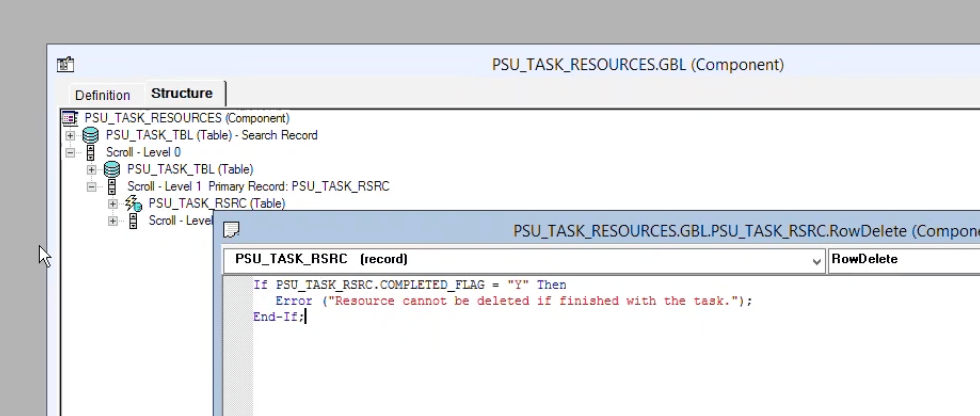 PSU_TASK_RESOURCES.GBL (Component)
Definition
Structure
PSU_TASK_RESOURCES (Component)
PSU_TASK_TBL (Table) - Search Record
Scroll - Level 0
PSU_TASK_TBL (Table)
Scroll - Level 1 Primary Record: PSU_TASK_RSRC
PSU_TASK_RSRC (Table)
Scroll - Level
PSU_TASK_RESOURCES.GBL.PSU_TASK_RSRC.RowDelete (Compone
PSU_TASK_RSRC (record)
RowDelete
If PSU_TASK_RSRC.COMPLETED_FLAG = "Y" Then
Error ("Resource cannot be deleted if finished with the task.");
End-If;